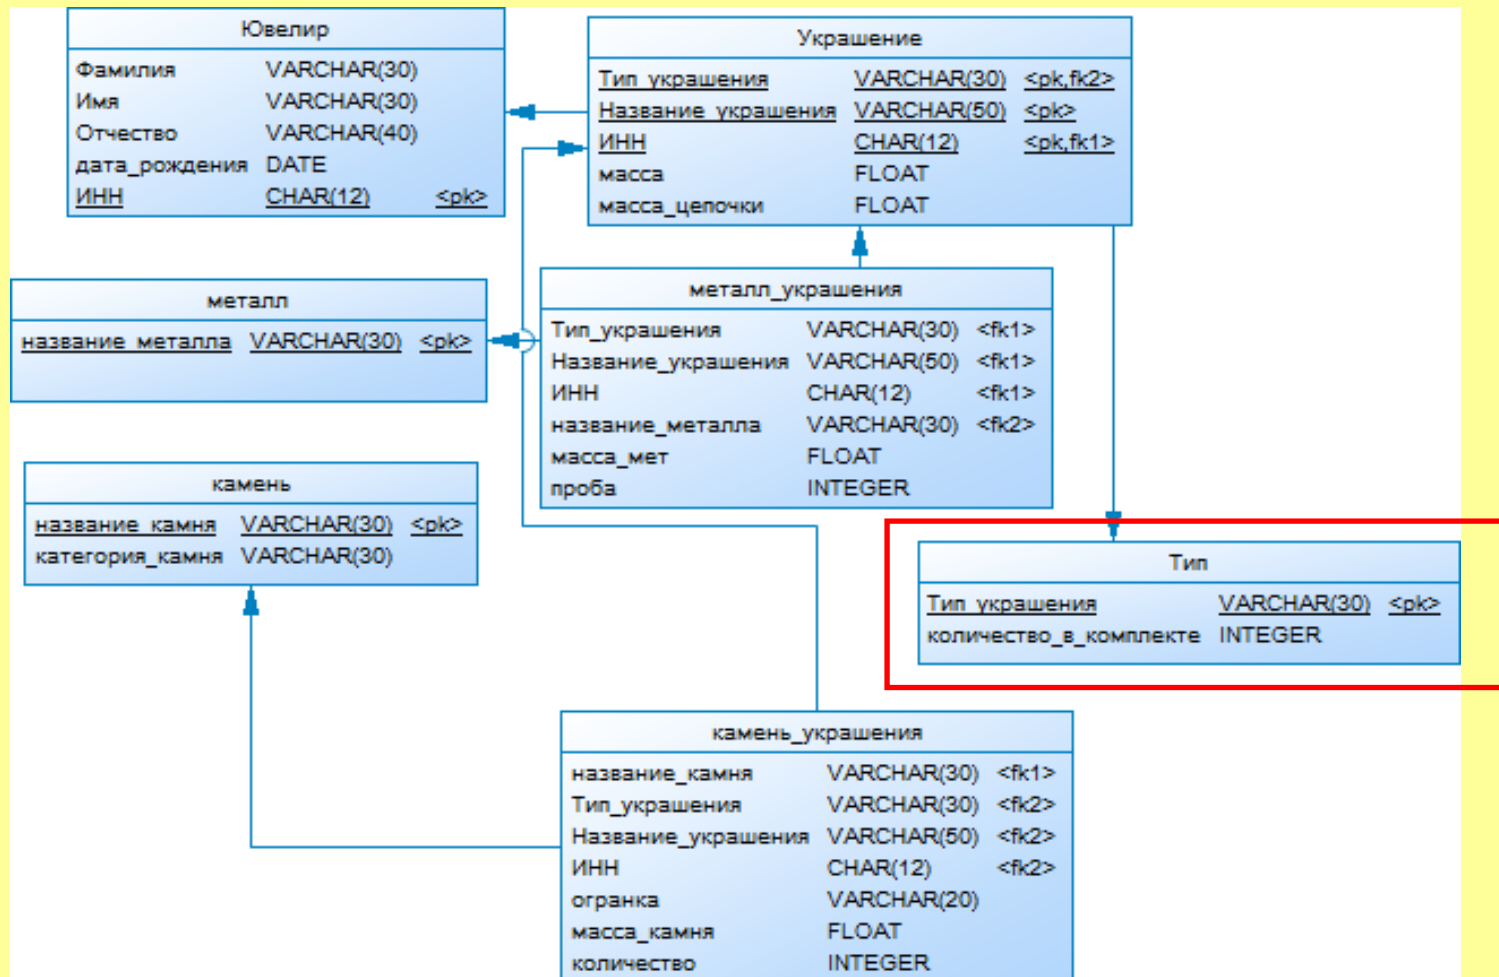 Ювелир
Фамилия VARCHAR(30)
Имя VARCHAR(30)
Отчество VARCHAR(40)
дата_рождения DATE
ИНН CHAR(12) <pk>
Украшение
Тип_украшения VARCHAR(30) <pk,fk2>
Название_украшения VARCHAR(50) <pk>
ИНН CHAR(12) <pk,fk1>
масса FLOAT
масса_цепочки FLOAT
металл
название_металла VARCHAR(30) <pk>
металл_украшения
Тип_украшения VARCHAR(30) <fk1>
Название_украшения VARCHAR(50) <fk1>
ИНН CHAR(12) <fk1>
название_металла VARCHAR(30) <fk2>
масса_мет FLOAT
проба INTEGER
камень
название_камня VARCHAR(30) <pk>
категория_камня VARCHAR(30)
Тип
Тип_украшения VARCHAR(30) <pk>
количество_в_комплекте INTEGER
камень_украшения
название_камня VARCHAR(30) <fk1>
Тип_украшения VARCHAR(30) <fk2>
Название_украшения VARCHAR(50) <fk2>
ИНН CHAR(12) <fk2>
огранка VARCHAR(20)
масса_камня FLOAT
количество INTEGER